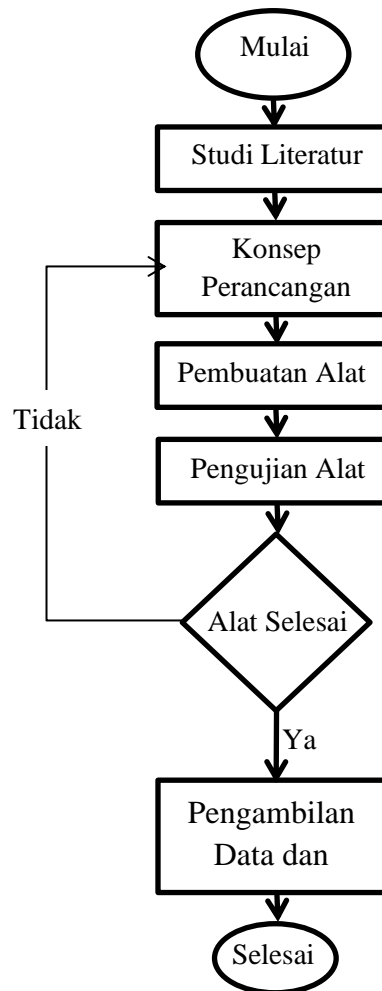 Mulai
Studi Literatur
Konsep
Perancangan
Pembuatan Alat
Tidak
Pengujian Alat
Alat Selesai
Ya
Pengambilan
Data dan
Selesai